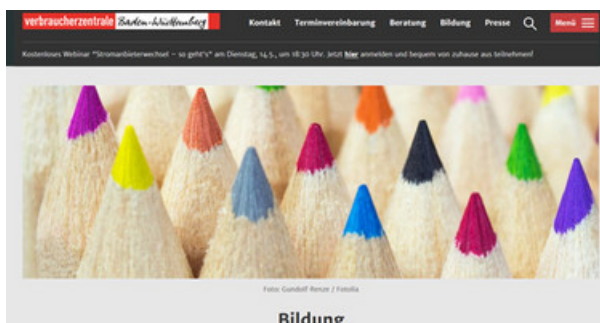 verbraucherzentrale Baden-Württemberg Kontakt Terminvereinbarung Beratung Bildung Presse Menü
Kostenloses Webinar "Stromanbieterwechsel – so geht's" am Dienstag, 14.5., um 18:30 Uhr. Jetzt hier anmelden und bequem von zuhause aus teilnehmen!
Foto: Gundolf Renze / Fotolia
Bildung